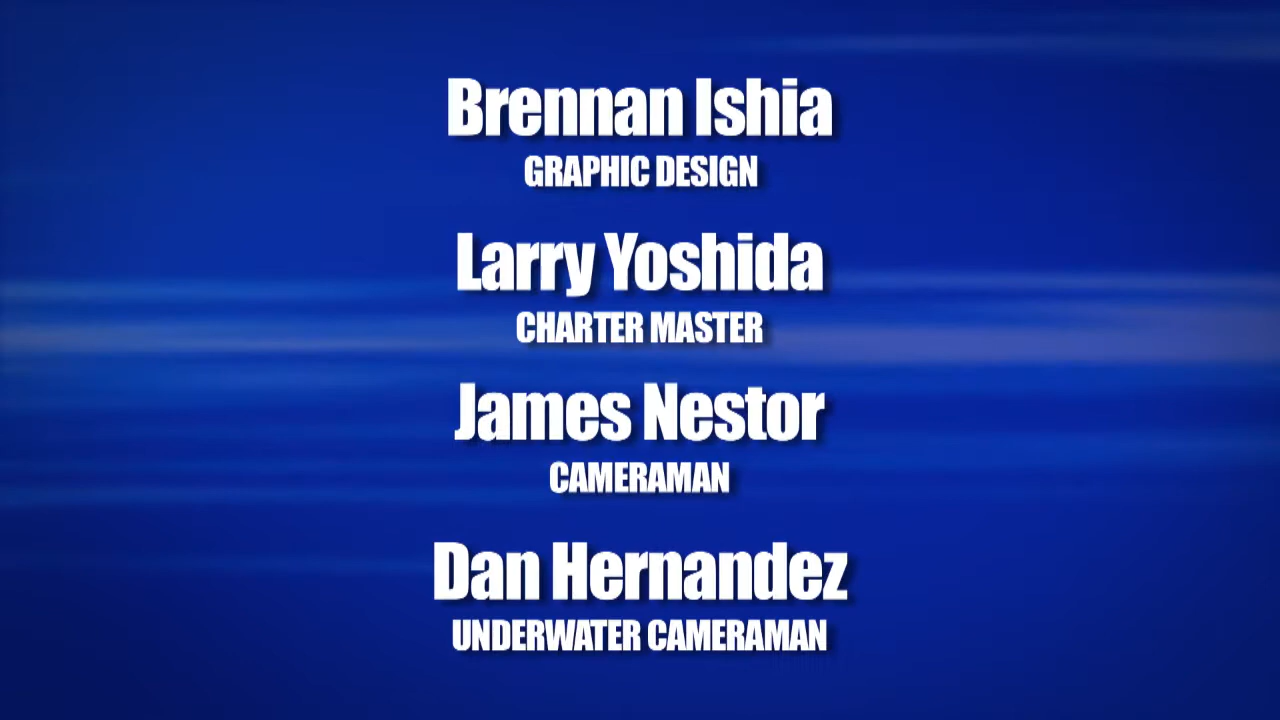 Brennan Ishia
GRAPHIC DESIGN
Larry Yoshida
CHARTER MASTER
James Nestor
CAMERAMAN
Dan Hernandez
UNDERWATER CAMERAMAN